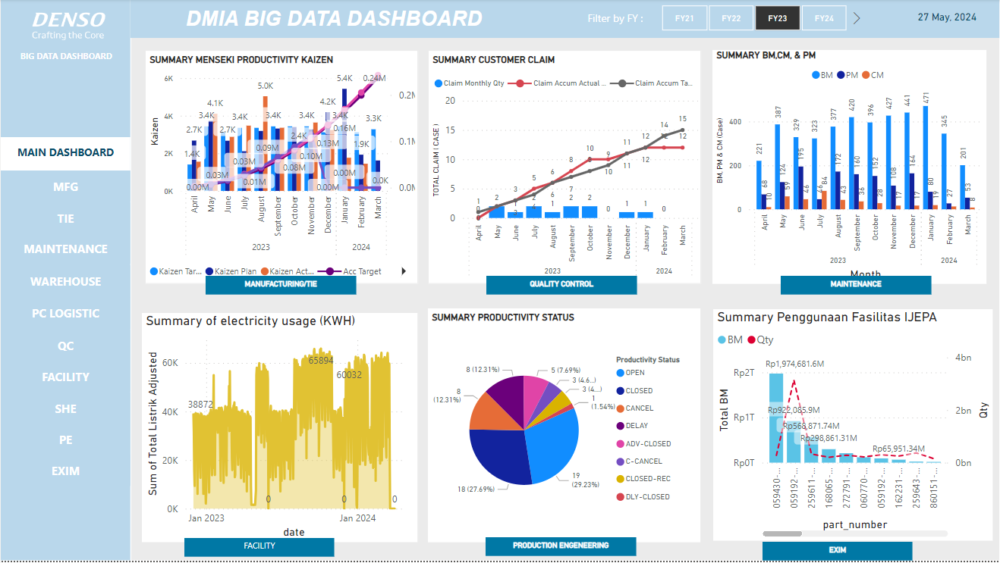 DENSO
Crafting the Core
BIG DATA DASHBOARD
MAIN DASHBOARD
MFG
TIE
MAINTENANCE
WAREHOUSE
PC LOGISTIC
QC
FACILITY
SHE
PE
EXIM
DMIA BIG DATA DASHBOARD
Filter by FY :
FY21
FY22
FY23
FY24
27 May, 2024
SUMMARY MENSEKI PRODUCTIVITY KAIZEN
6K
4K
2K
0K
Kaizen
0.2M
0.1M
0.0M
1.4K
2.7K
3.4K
4.1K
2.7K
3.4K
5.0K
3.4K
2.4K
3.4K
4.2K
3.4K
5.4K
1.9K
3.3K
0.24M
0.16M
0.13M
0.10M
0.09M
0.08M
0.03M
0.03M
0.01M
0.00M
0.00M
0.00M
0.0K
April
May
June
July
August
September
October
November
December
January
February
March
2023
2024
Kaizen Tar...
Kaizen Plan
Kaizen Act...
Acc Target
MANUFACTURING/TIE
SUMMARY CUSTOMER CLAIM
Claim Monthly Qty
Claim Accum Actual ...
Claim Accum Ta...
TOTAL CLAIM ( CASE )
20
15
10
5
0
1
0
2
2
3
1
1
5
4
2
6
6
1
8
7
2
10
2
9
10
0
11
11
1
12
12
1
14
0
15
12
April
May
June
July
August
September
October
November
December
January
February
March
2023
2024
QUALITY CONTROL
SUMMARY BM,CM, & PM
BM
PM
CM
BM, PM & CM (Case)
400
200
0
221
68
10
387
124
59
329
195
46
323
46
84
377
172
43
420
160
36
396
152
28
427
108
17
441
164
17
471
80
19
345
27
201
53
8
April
May
June
July
August
September
October
November
December
January
February
March
2023
2024
Month
MAINTENANCE
Summary of electricity usage (KWH)
Sum of Total Listrik Adjusted
60K
40K
20K
0K
38872
65894
60032
0
0
0
Jan 2023
Jan 2024
date
FACILITY
SUMMARY PRODUCTIVITY STATUS
8 (12.31%)
5 (7.69%)
3 (4.6...)
3 (4...)
1
(1.54%)
8
(12.31%)
18 (27.69%)
19
(29.23%)
Productivity Status
OPEN
CLOSED
CANCEL
DELAY
ADV-CLOSED
C-CANCEL
CLOSED-REC
DLY-CLOSED
PRODUCTION ENGENEERING
Summary Penggunaan Fasilitas IJEPA
BM
Qty
Total BM
Rp2T
Rp1T
Rp0T
4bn
2bn
0bn
Qty
Rp1,974,681.6M
Rp922,085.9M
Rp568,871.74M
Rp298,861.31M
Rp65,951.34M
059430-...
059192-...
259611-...
168065-...
272791-...
060770-...
059192-...
162231-...
259643-...
860151-...
part_number
EXIM